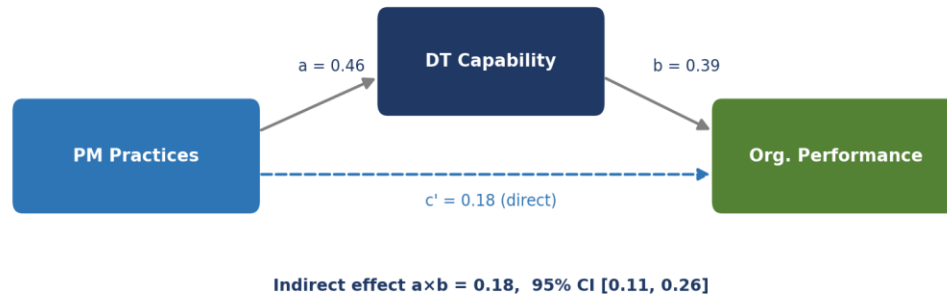 DT Capability
a = 0.46
b = 0.39
PM Practices
Org. Performance
c' = 0.18 (direct)
Indirect effect a×b = 0.18,  95% CI [0.11, 0.26]